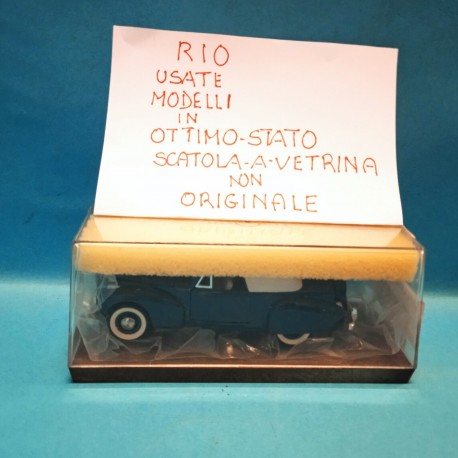 RIO
USATE
MODELLI
IN
OTTIMO-STATO
SCATOLA-A-VETRINA
NON
ORIGINALE